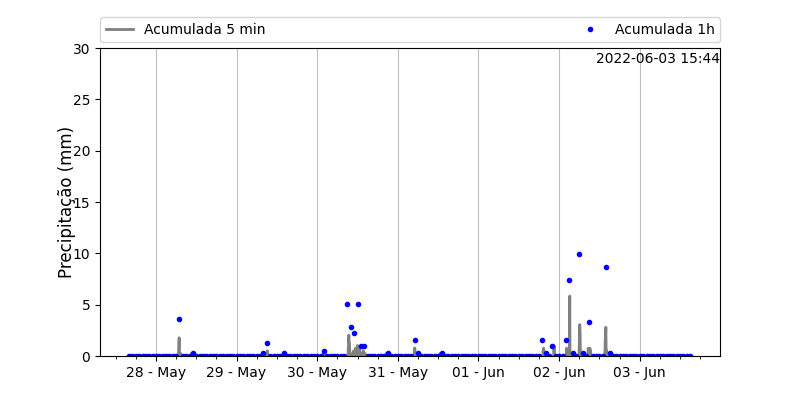 Acumulada 5 min
Acumulada 1h
2022-06-03 15:44
Precipitação (mm)
30
25
20
15
10
5
0
28 - May
29 - May
30 - May
31 - May
01 - Jun
02 - Jun
03 - Jun